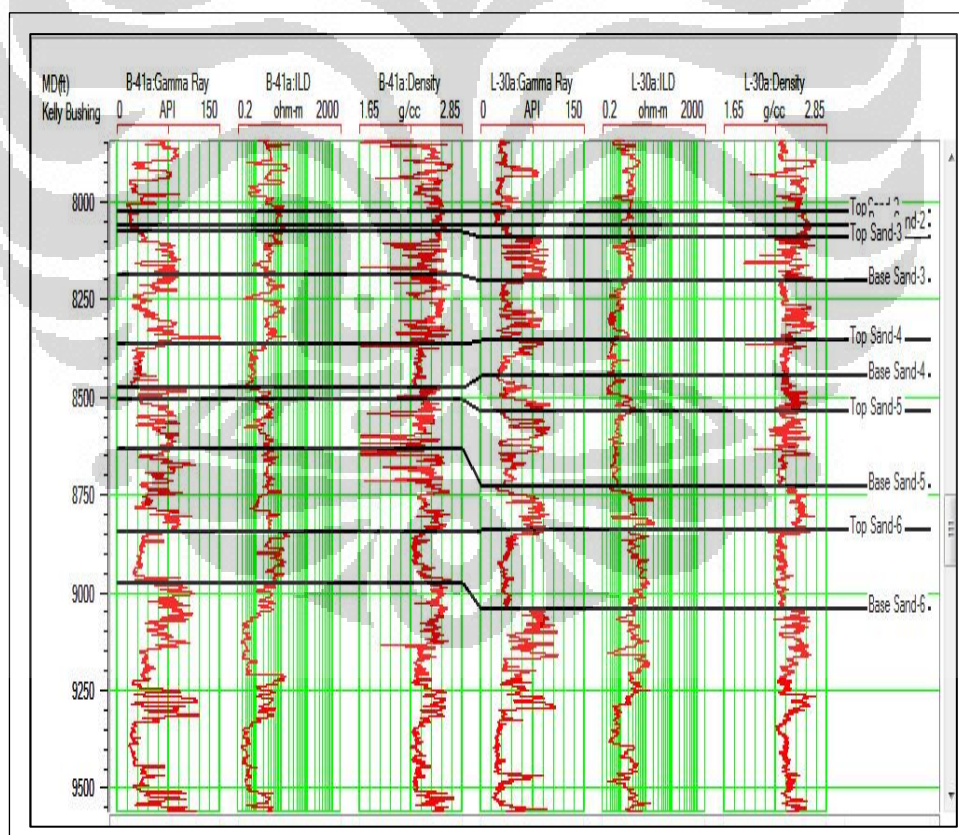 MD(ft) B-41a:Gamma Ray B-41a:ILD B-41a:Density L-30a:Gamma Ray L-30a:ILD L-30a:Density
Kelly Bushing 0 API 150 0.2 ohm-m 2000 1.65 g/cc 2.85 0 API 150 0.2 ohm-m 2000 1.65 g/cc 2.85
8000
nd-2
Top Sand-3
Base Sand-3
8250
Top Sand-4
Base Sand-4
8500
Top Sand-5
Base Sand-5
8750
Top Sand-6
9000
Base Sand-6
9250
9500